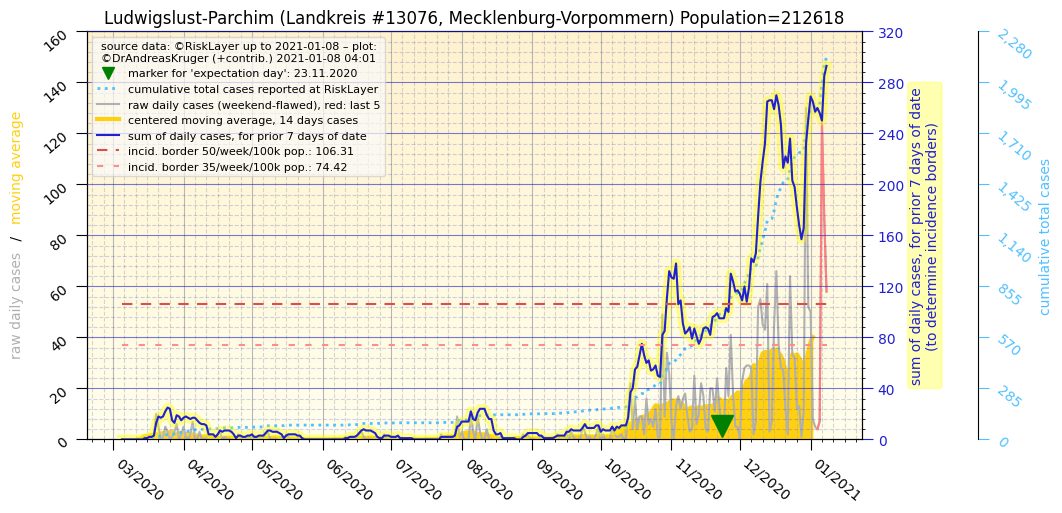 Ludwigslust-Parchim (Landkreis #13076, Mecklenburg-Vorpommern) Population=212618
source data: ©RiskLayer up to 2021-01-08 – plot:
©DrAndreasKruger (+contrib.) 2021-01-08 04:01
marker for 'expectation day': 23.11.2020
cumulative total cases reported at RiskLayer
raw daily cases (weekend-flawed), red: last 5
centered moving average, 14 days cases
sum of daily cases, for prior 7 days of date
incid. border 50/week/100k pop.: 106.31
incid. border 35/week/100k pop.: 74.42
raw daily cases / moving average
160
140
120
100
80
60
40
20
0
03/2020
04/2020
05/2020
06/2020
07/2020
08/2020
09/2020
10/2020
11/2020
12/2020
01/2021
320
280
240
200
160
120
80
40
0
sum of daily cases, for prior 7 days of date
(to determine incidence borders)
2,280
1,995
1,710
1,425
1,140
855
570
285
0
cumulative total cases